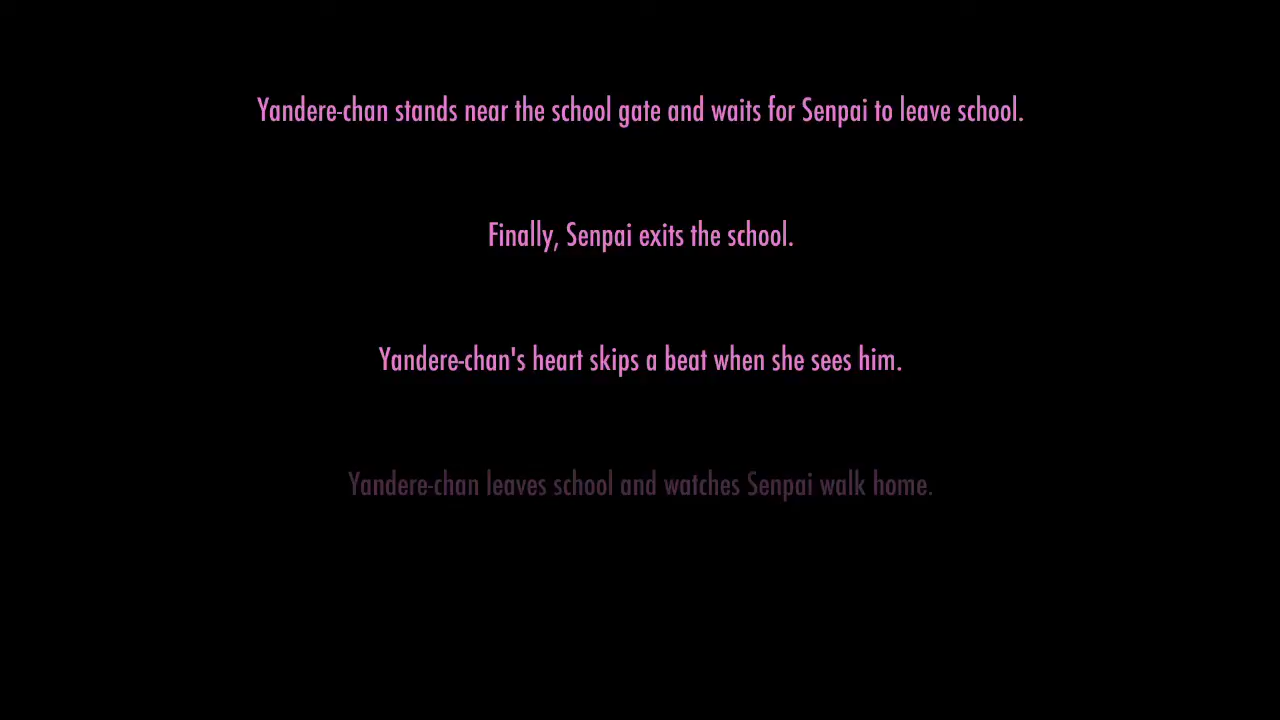 Yandere-chan stands near the school gate and waits for Senpai to leave school.
Finally, Senpai exits the school.
Yandere-chan's heart skips a beat when she sees him.
Yandere-chan leaves school and watches Senpai walk home.